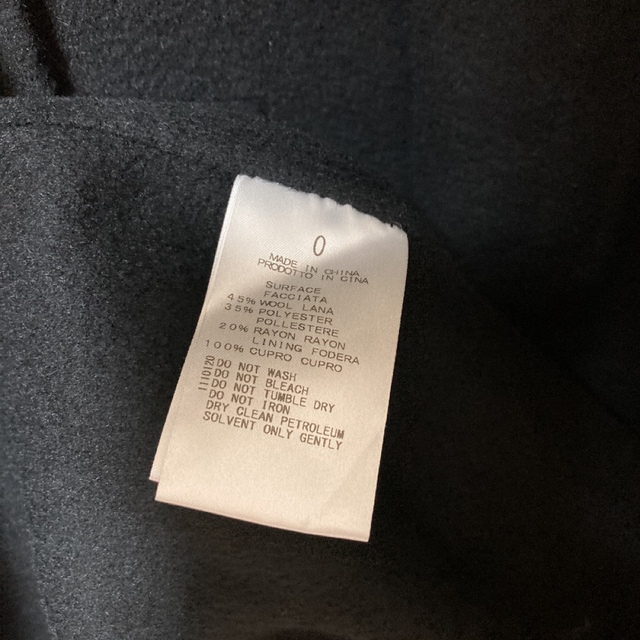 0
MADE IN CHINA
PRODOTTO IN CINA
SURFACE
FACCIATA
45% WOOL LANA
35% POLYESTER
POLLESTERE
20% RAYON RAYON
LINING FODERA
100% CUPRO CUPRO
DO NOT WASH
DO NOT BLEACH
DO NOT TUMBLE DRY
DO NOT IRON
DRY CLEAN PETROLEUM
SOLVENT ONLY GENTLY